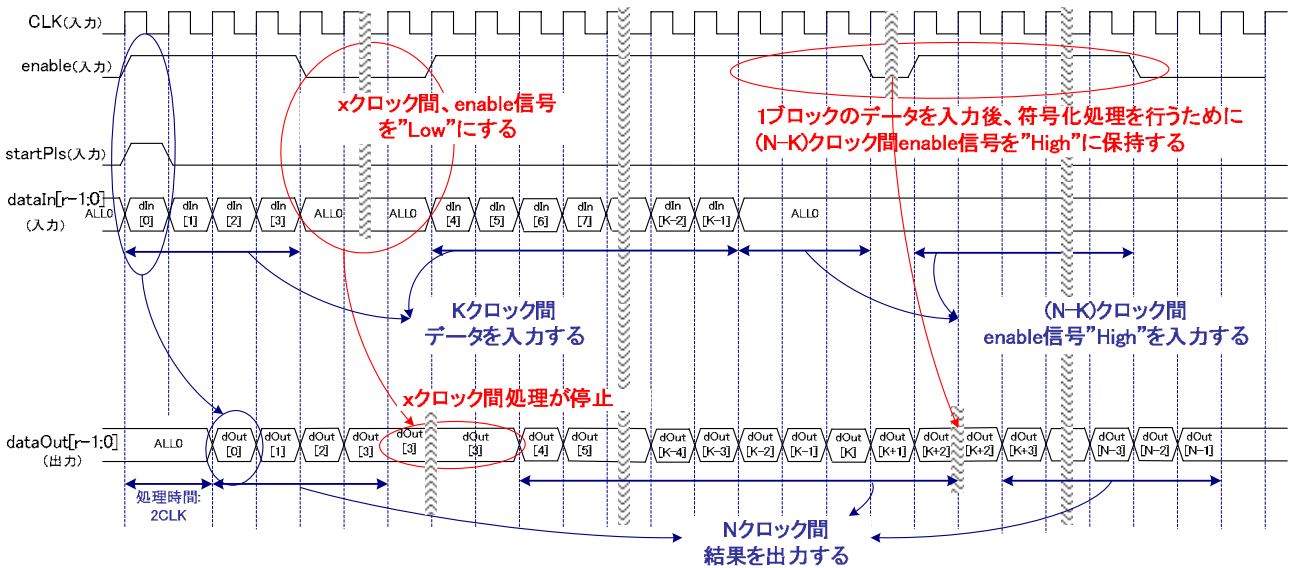 CLK(入力)
enable(入力)
xクロック間、enable信号
を”Low”にする
1ブロックのデータを入力後、符号化処理を行うために
(N-K)クロック間enable信号を”High”に保持する
startPls(入力)
dataIn[r-1:0]
(入力)
ALL0
dIn
[0]
dIn
[1]
dIn
[2]
dIn
[3]
ALL0
ALL0
dIn
[4]
dIn
[5]
dIn
[6]
dIn
[7]
dIn
[K-2]
dIn
[K-1]
ALL0
Kクロック間
データを入力する
(N-K)クロック間
enable信号”High”を入力する
xクロック間処理が停止
dataOut[r-1:0]
(出力)
ALL0
dOut
[0]
dOut
[1]
dOut
[2]
dOut
[3]
dOut
[3]
dOut
[3]
dOut
[4]
dOut
[5]
dOut
[K-4]
dOut
[K-3]
dOut
[K-2]
dOut
[K-1]
dOut
[K]
dOut
[K+1]
dOut
[K+2]
dOut
[K+2]
dOut
[K+3]
dOut
[N-3]
dOut
[N-2]
dOut
[N-1]
処理時間:
2CLK
Nクロック間
結果を出力する